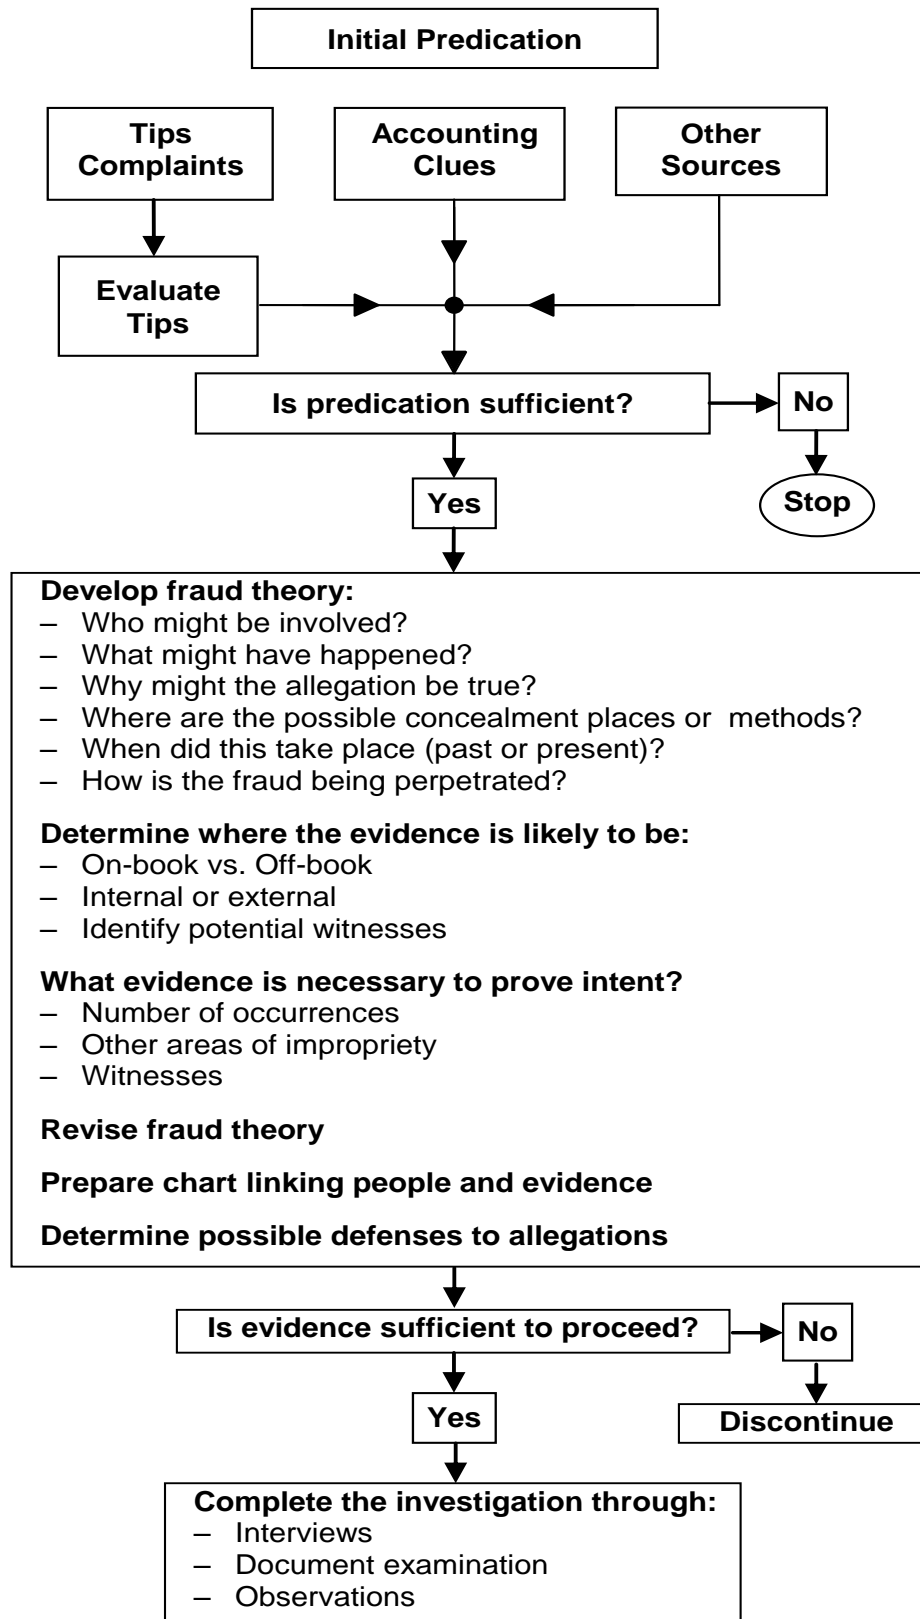 Initial Predication
Tips
Complaints
Accounting
Clues
Other
Sources
Evaluate
Tips
Is predication sufficient?
No
Yes
Stop
Develop fraud theory:
– Who might be involved?
– What might have happened?
– Why might the allegation be true?
– Where are the possible concealment places or methods?
– When did this take place (past or present)?
– How is the fraud being perpetrated?
Determine where the evidence is likely to be:
– On-book vs. Off-book
– Internal or external
– Identify potential witnesses
What evidence is necessary to prove intent?
– Number of occurrences
– Other areas of impropriety
– Witnesses
Revise fraud theory
Prepare chart linking people and evidence
Determine possible defenses to allegations
Is evidence sufficient to proceed?
No
Yes
Discontinue
Complete the investigation through:
– Interviews
– Document examination
– Observations